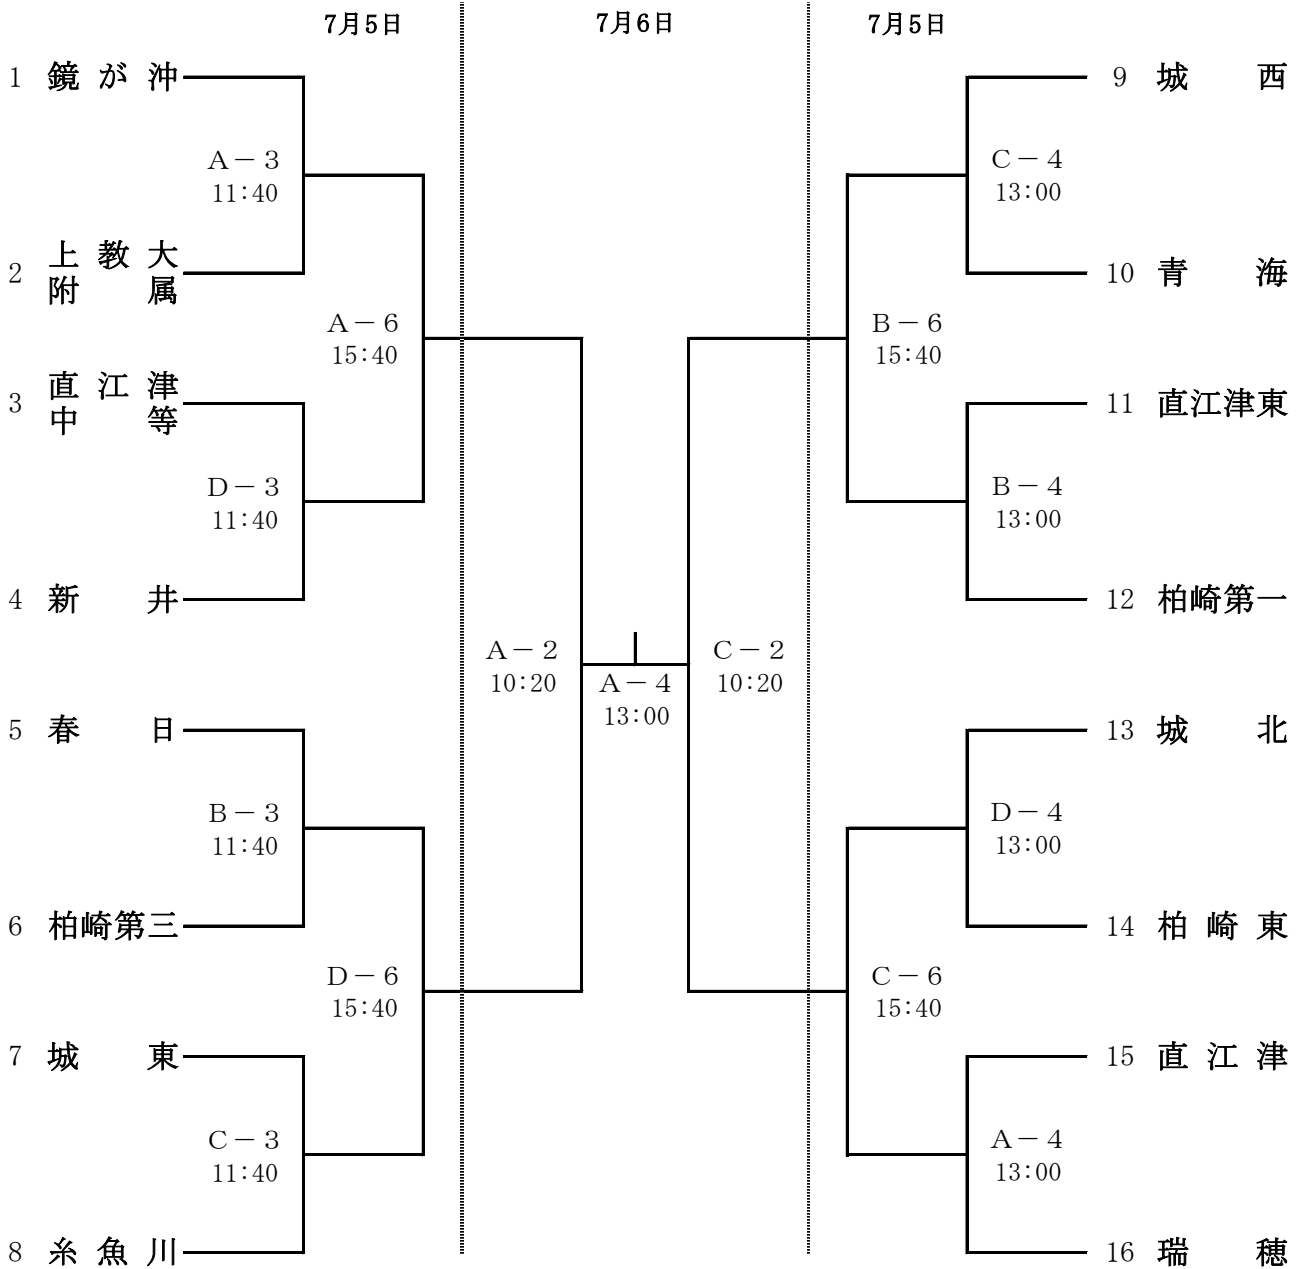 7月5日
7月6日
7月5日
1 鏡が沖
A－3
11:40
2 上教大
附属
A－6
15:40
3 直江津
中等
D－3
11:40
4 新井
A－2
10:20
5 春日
B－3
11:40
6 柏崎第三
D－6
15:40
7 城東
C－3
11:40
8 糸魚川
A－4
13:00
9 城西
C－4
13:00
10 青海
B－6
15:40
11 直江津東
B－4
13:00
12 柏崎第一
C－2
10:20
13 城北
D－4
13:00
14 柏崎東
C－6
15:40
15 直江津
A－4
13:00
16 瑞穂